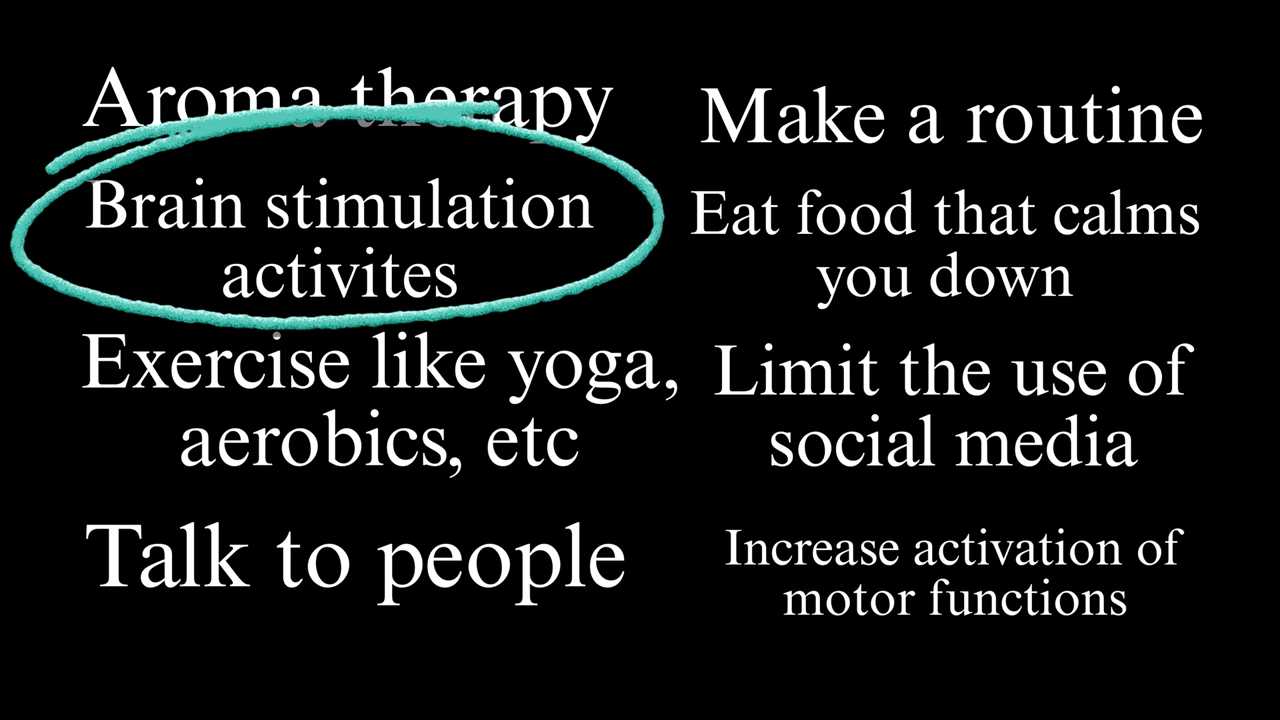 Aroma therapy
Brain stimulation
activites
Exercise like yoga,
aerobics, etc
Talk to people
Make a routine
Eat food that calms
you down
Limit the use of
social media
Increase activation of
motor functions